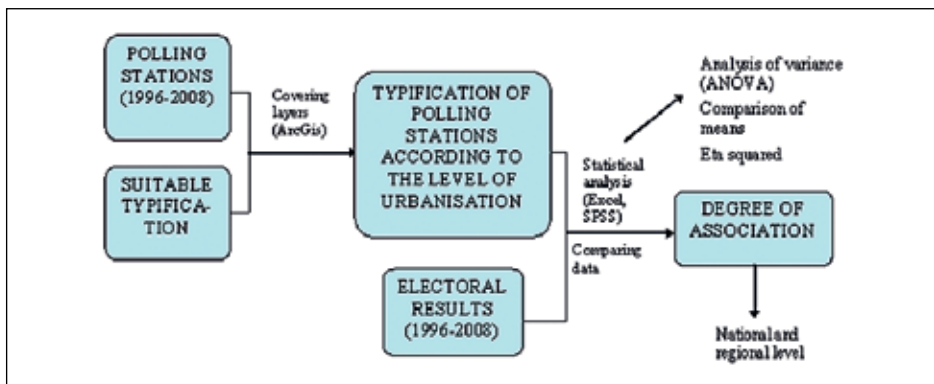 POLLING
STATIONS
(1996-2008)
SUITABLE
TYPIFICA-
TION
Covering
layers
(ArcGis)
TYPIFICATION OF
POLLING
STATIONS
ACCORDING TO
THE LEVEL OF
URBANISATION
ELECTORAL
RESULTS
(1996-2008)
Statistical
analysis
(Excel,
SPSS)
Comparing
data
Analysis of variance
(ANOVA)
Comparison of
means
Eta squared
DEGREE OF
ASSOCIATION
National and
regional level